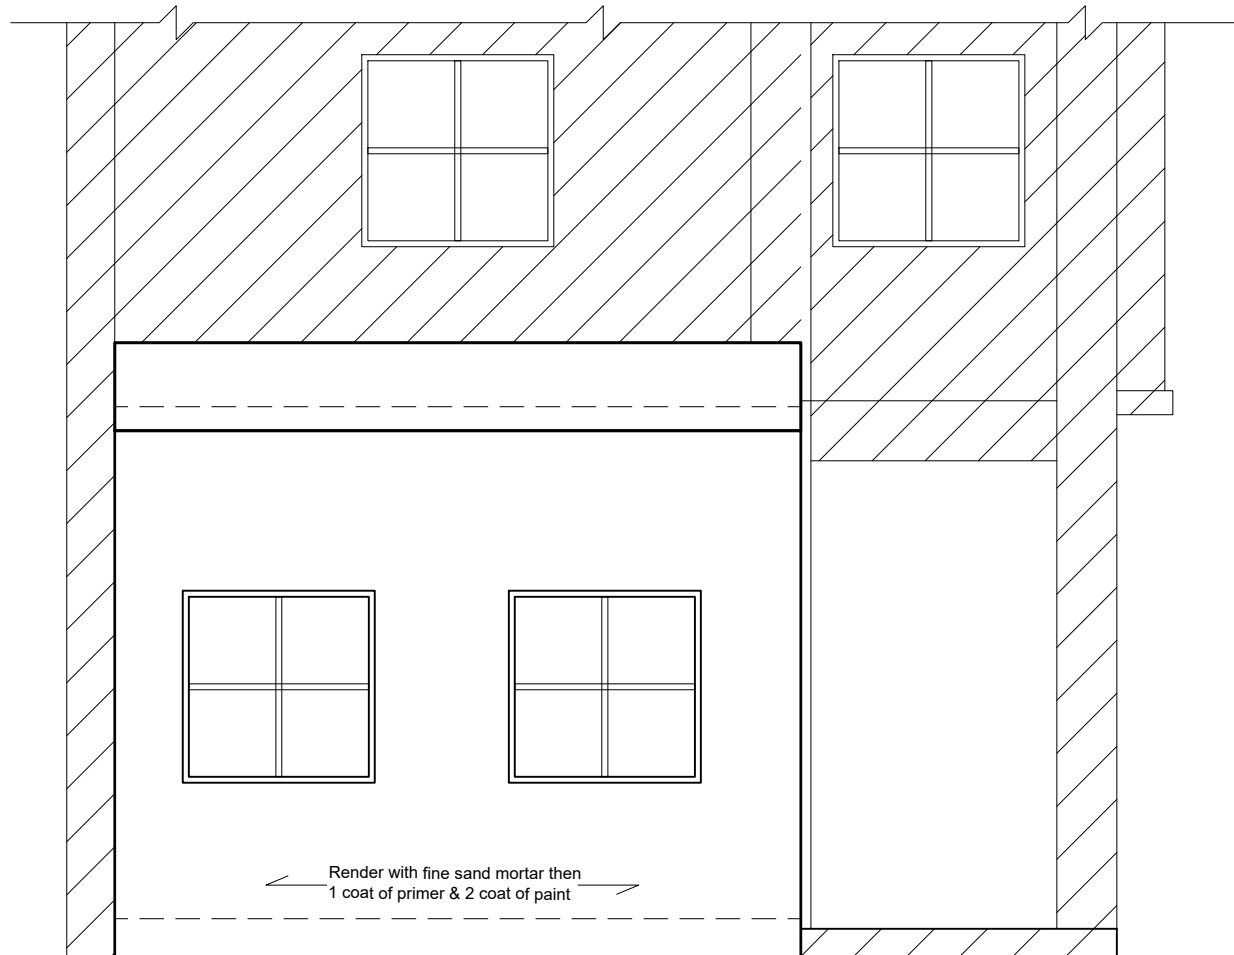 Render with fine sand mortar then
1 coat of primer & 2 coat of paint